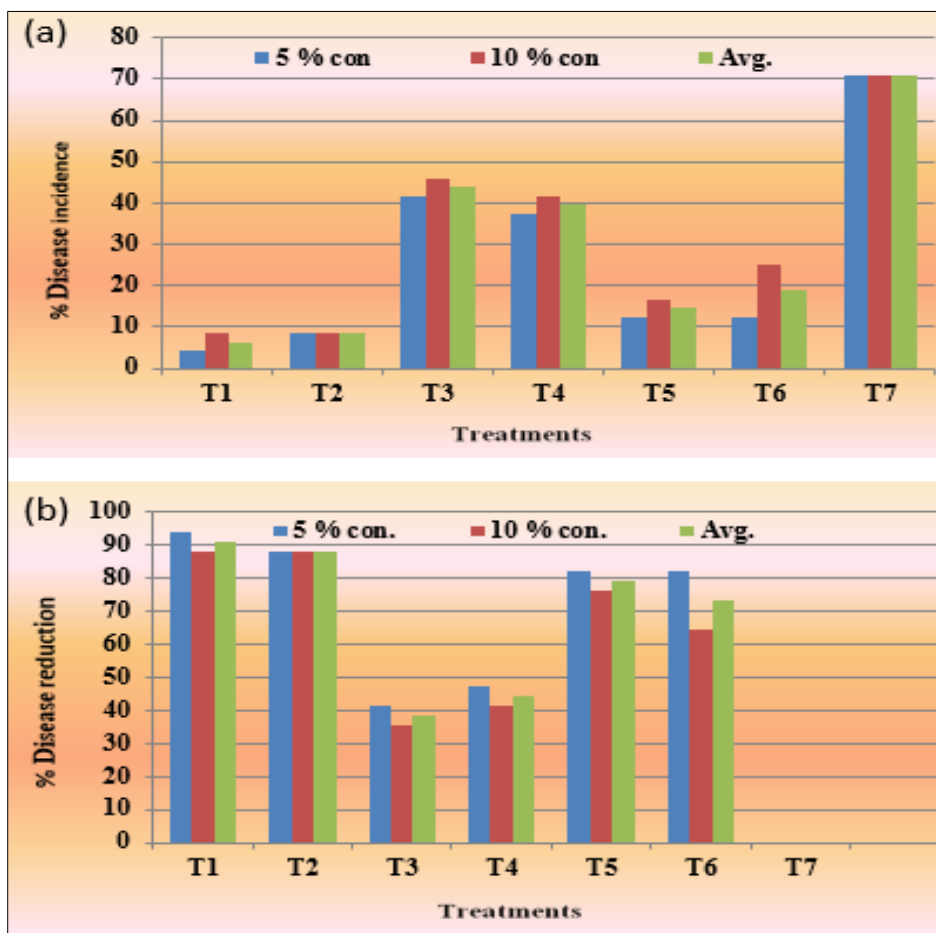 (a)
80
70
60
50
40
30
20
10
0
% Disease incidence
5 % con 10 % con Avg.
T1 T2 T3 T4 T5 T6 T7
Treatments
(b)
100
90
80
70
60
50
40
30
20
10
0
% Disease reduction
5 % con. 10 % con. Avg.
T1 T2 T3 T4 T5 T6 T7
Treatments